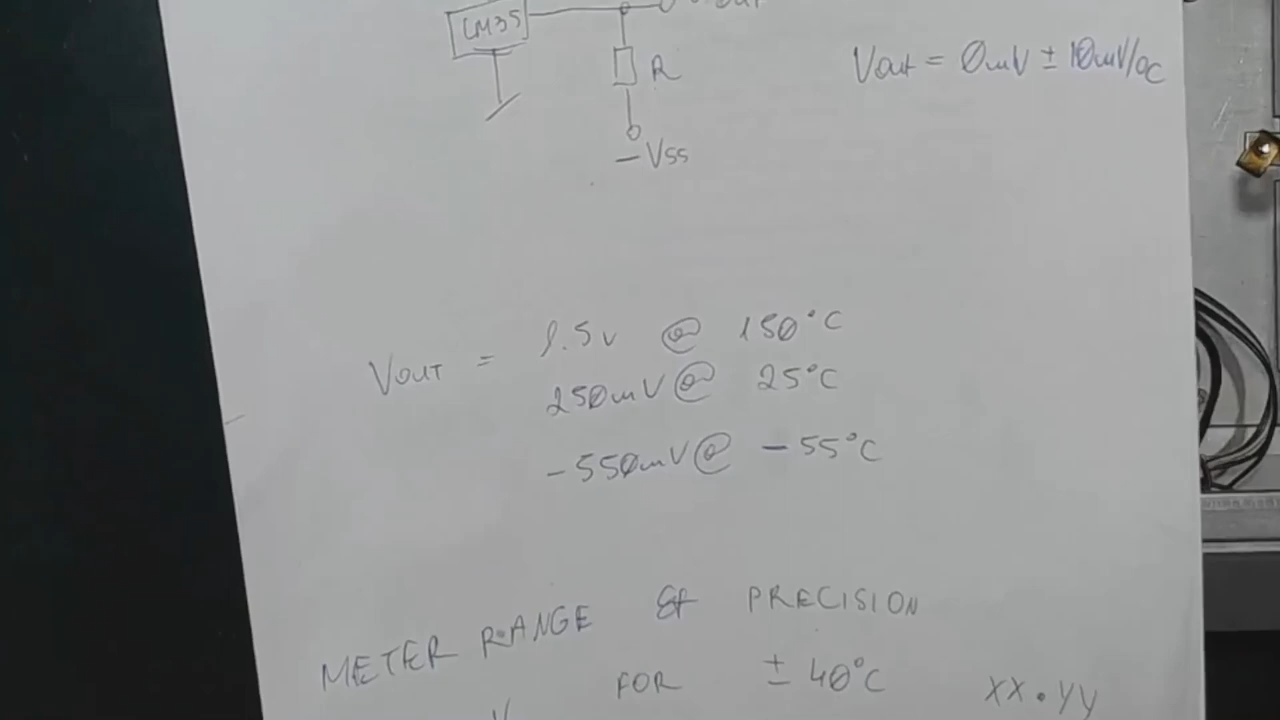 LM35
R
Vout = 0mV ± 10mV/°C
-Vss
VOUT = 1.5v @ 150°C
250mV @ 25°C
-550mV @ -55°C
METER RANGE & PRECISION
FOR ± 40°C XX.YY